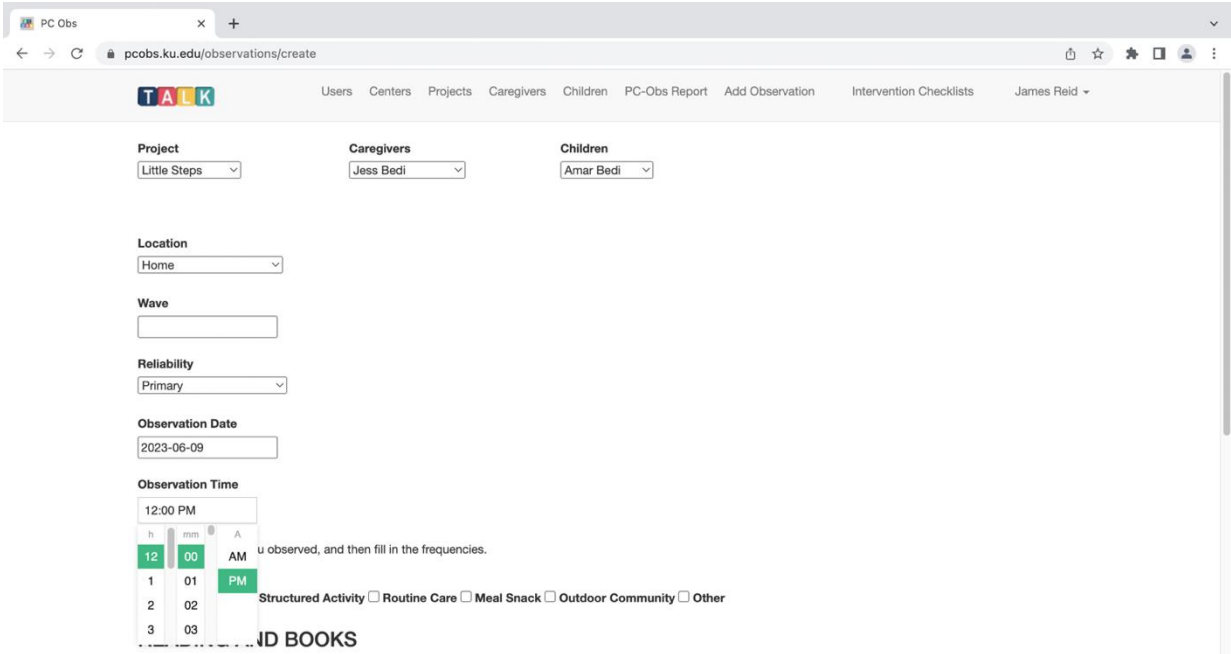 PC Obs
pcobs.ku.edu/observations/create
TALK Users Centers Projects Caregivers Children PC-Obs Report Add Observation Intervention Checklists James Reid
Project Caregivers Children
Little Steps Jess Bedi Amar Bedi
Location
Home
Wave
Reliability
Primary
Observation Date
2023-06-09
Observation Time
12:00 PM
h mm A
u observed, and then fill in the frequencies.
12 00 AM
1 01 PM
Structured Activity Routine Care Meal Snack Outdoor Community Other
2 02
3 03
AND BOOKS